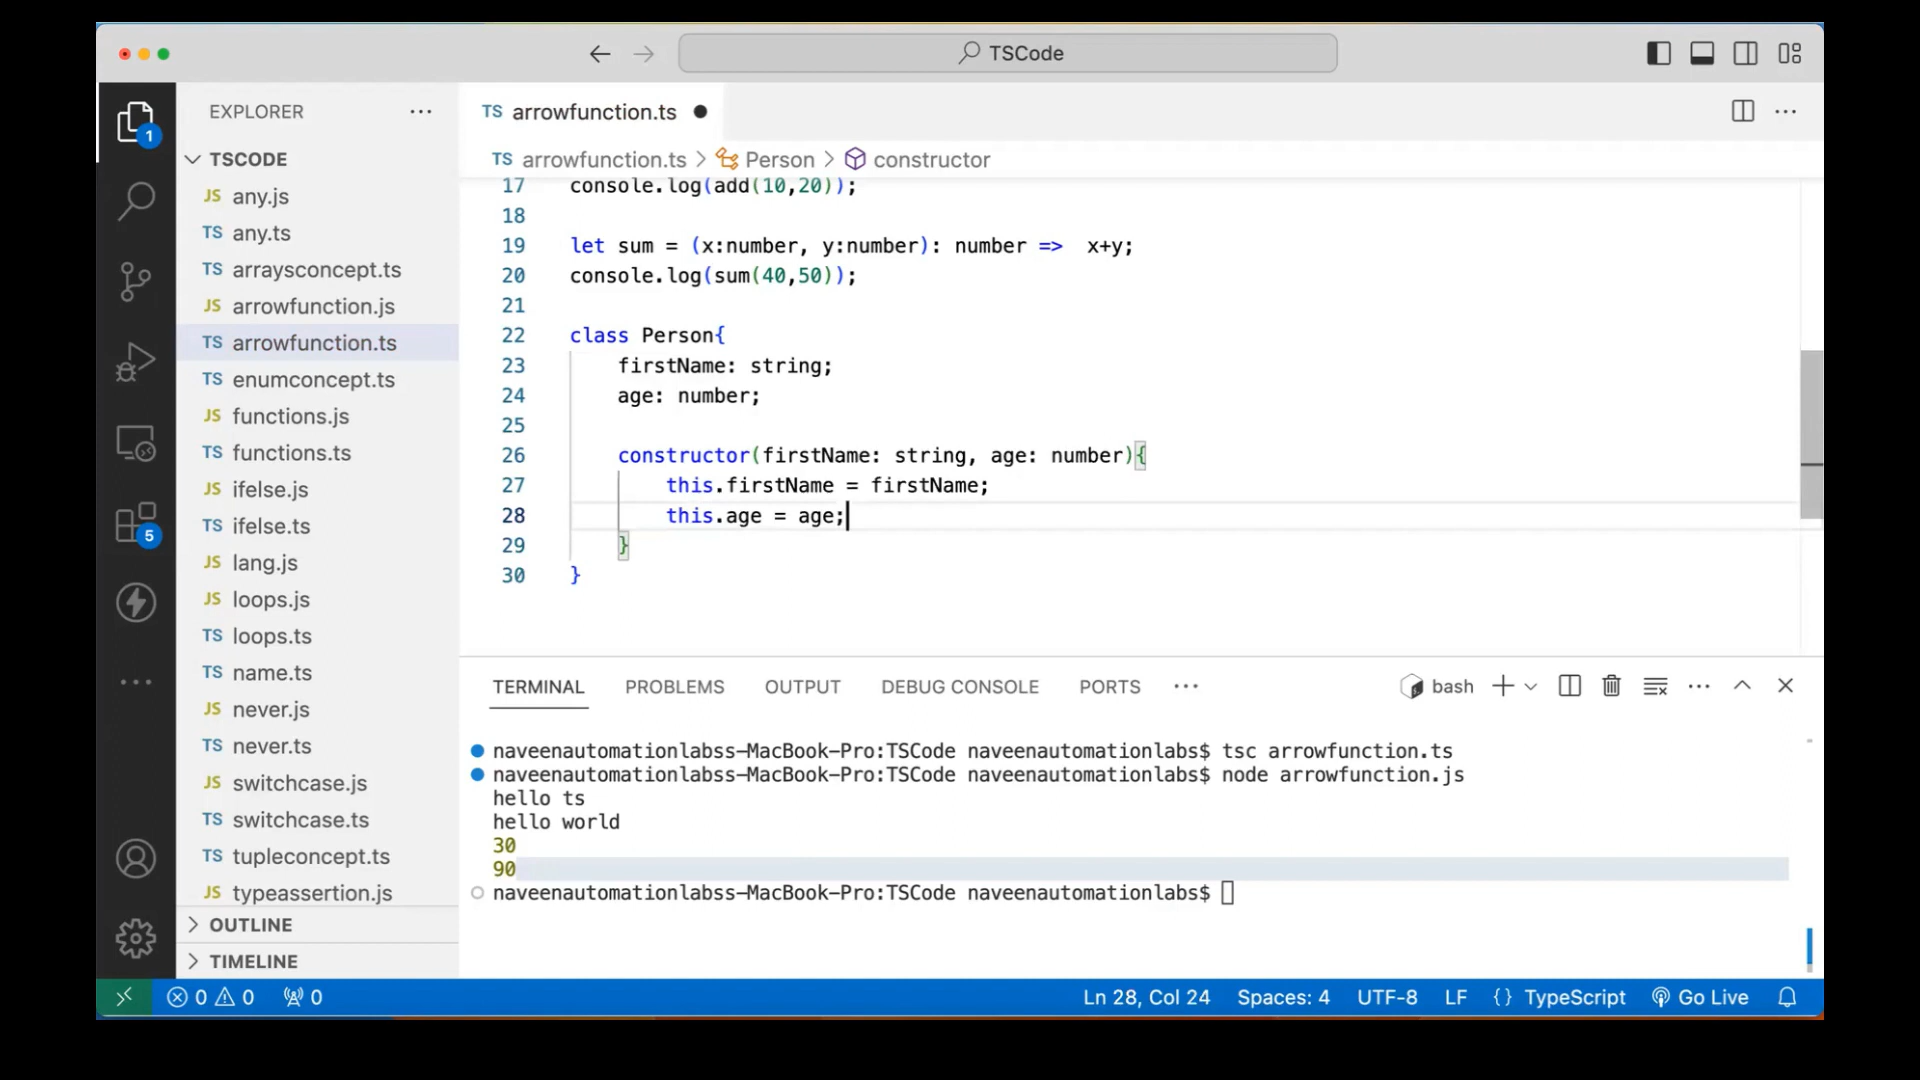 TSCode
EXPLORER
TSCODE
JS any.js
TS any.ts
TS arraysconcept.ts
JS arrowfunction.js
TS arrowfunction.ts
TS enumconcept.ts
JS functions.js
TS functions.ts
JS ifelse.js
TS ifelse.ts
JS lang.js
JS loops.js
TS loops.ts
TS name.ts
JS never.js
TS never.ts
JS switchcase.js
TS switchcase.ts
TS tupleconcept.ts
JS typeassertion.js
OUTLINE
TIMELINE
1
5
TS arrowfunction.ts
TS arrowfunction.ts > Person > constructor
17 console.log(add(10,20));
18
19 let sum = (x:number, y:number): number =>  x+y;
20 console.log(sum(40,50));
21
22 class Person{
23 firstName: string;
24 age: number;
25
26 constructor(firstName: string, age: number){
27 this.firstName = firstName;
28 this.age = age;
29 }
30 }
TERMINAL PROBLEMS OUTPUT DEBUG CONSOLE PORTS ··· bash
naveenautomationlabss-MacBook-Pro:TSCode naveenautomationlabs$ tsc arrowfunction.ts
naveenautomationlabss-MacBook-Pro:TSCode naveenautomationlabs$ node arrowfunction.js
hello ts
hello world
30
90
naveenautomationlabss-MacBook-Pro:TSCode naveenautomationlabs$
0 0 0 Ln 28, Col 24 Spaces: 4 UTF-8 LF {} TypeScript Go Live